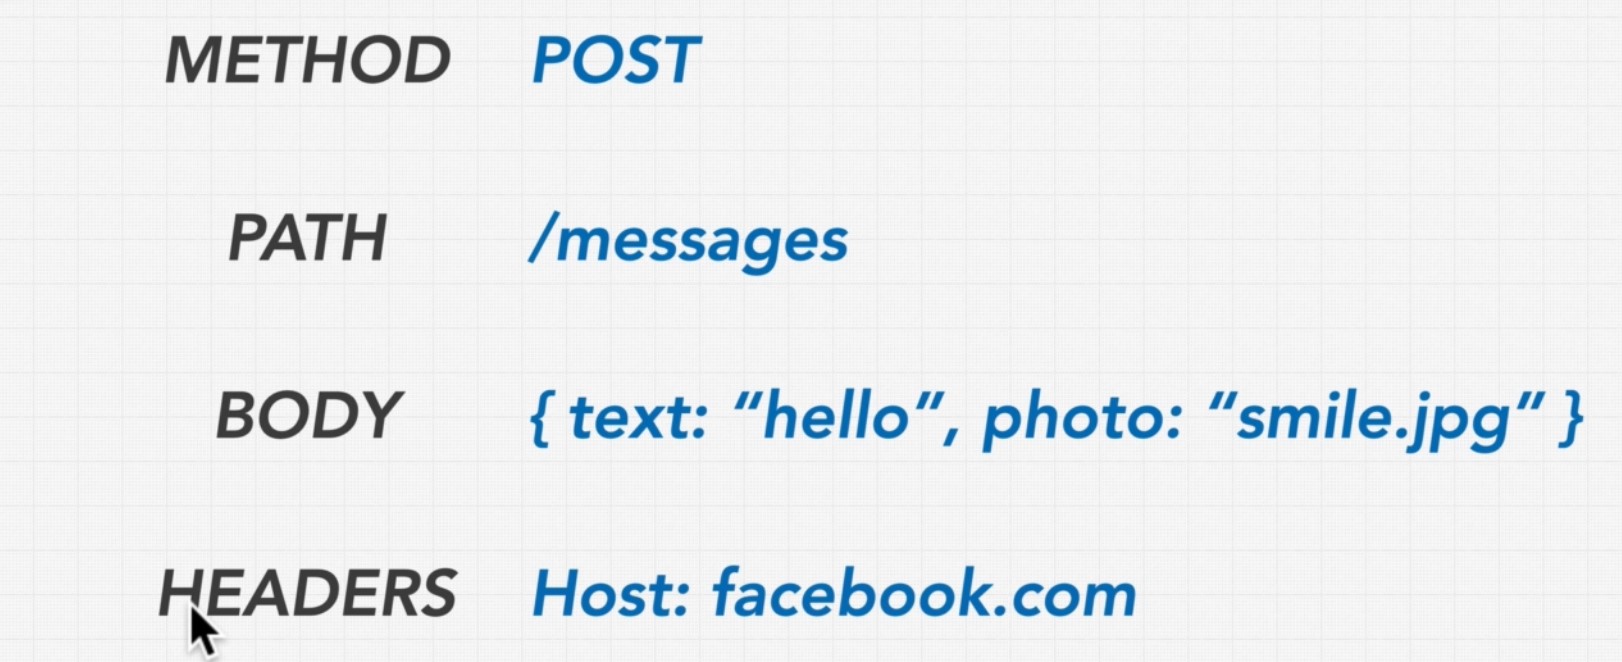 METHOD POST
PATH /messages
BODY { text: “hello”, photo: “smile.jpg” }
HEADERS Host: facebook.com